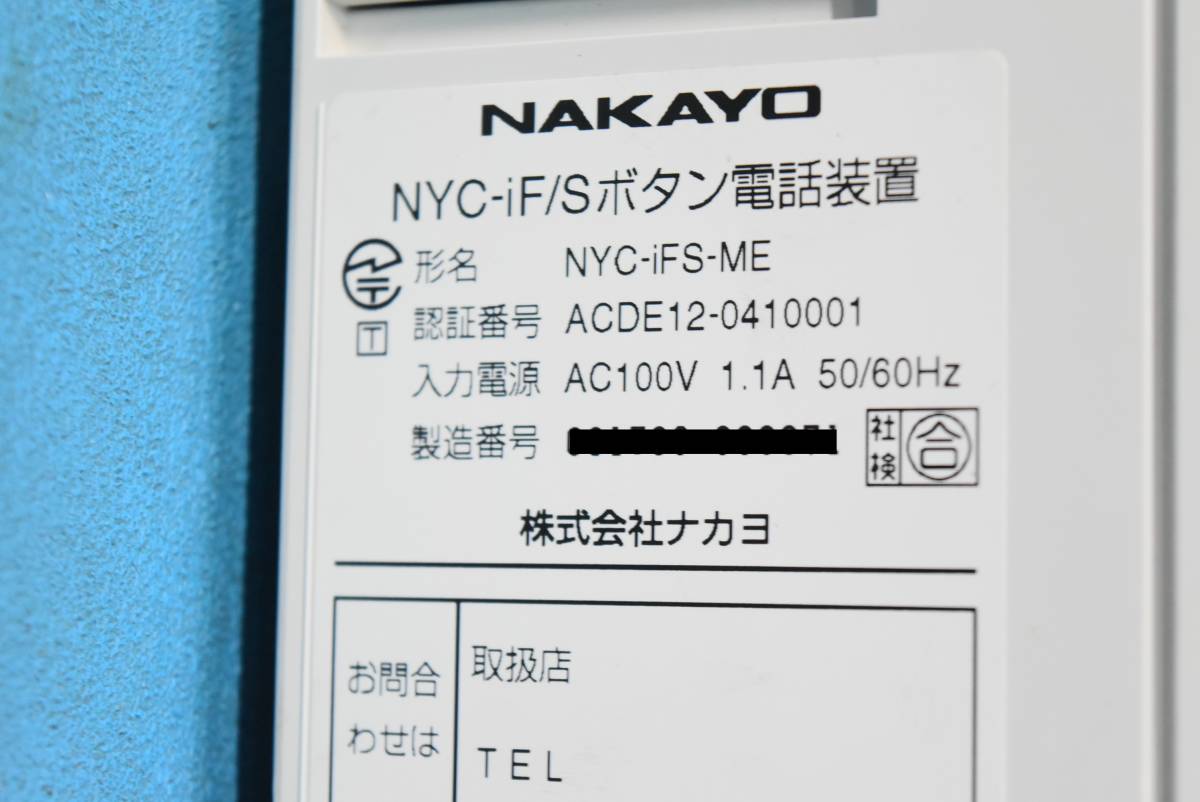 NAKAYO
NYC-iF/Sボタン電話装置
形名 NYC-iFS-ME
T 認証番号 ACDE12-0410001
入力電源 AC100V 1.1A 50/60Hz
製造番号
社検 合
株式会社ナカヨ
お問合わせは
取扱店
TEL